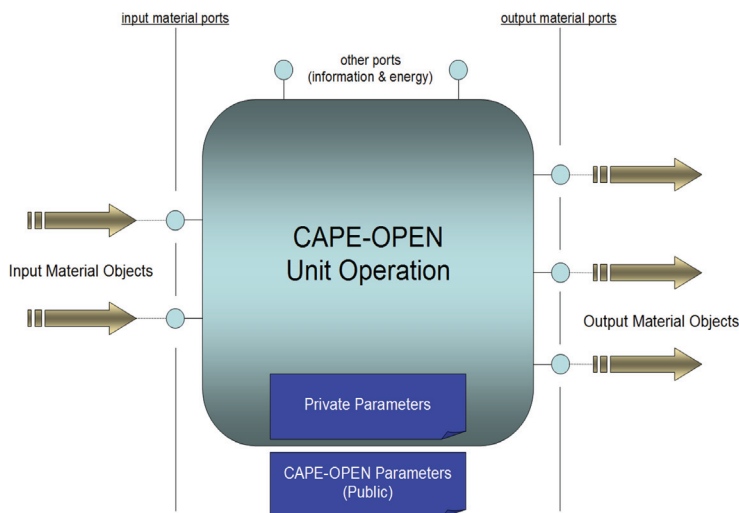 input material ports
output material ports
other ports
(information & energy)
CAPE-OPEN
Unit Operation
Input Material Objects
Output Material Objects
Private Parameters
CAPE-OPEN Parameters
(Public)